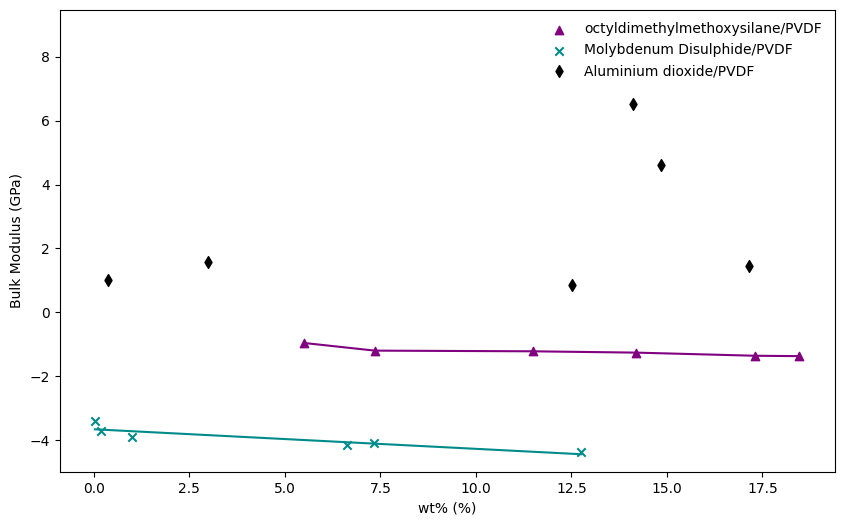 octyldimethylmethoxysilane/PVDF
Molybdenum Disulphide/PVDF
Aluminium dioxide/PVDF
8
6
4
2
0
−2
−4
Bulk Modulus (GPa)
0.0 2.5 5.0 7.5 10.0 12.5 15.0 17.5
wt% (%)